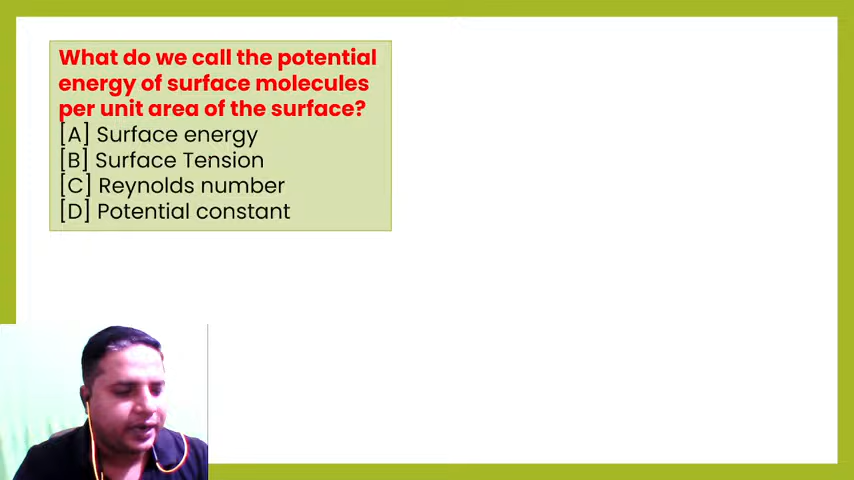 What do we call the potential
energy of surface molecules
per unit area of the surface?
[A] Surface energy
[B] Surface Tension
[C] Reynolds number
[D] Potential constant